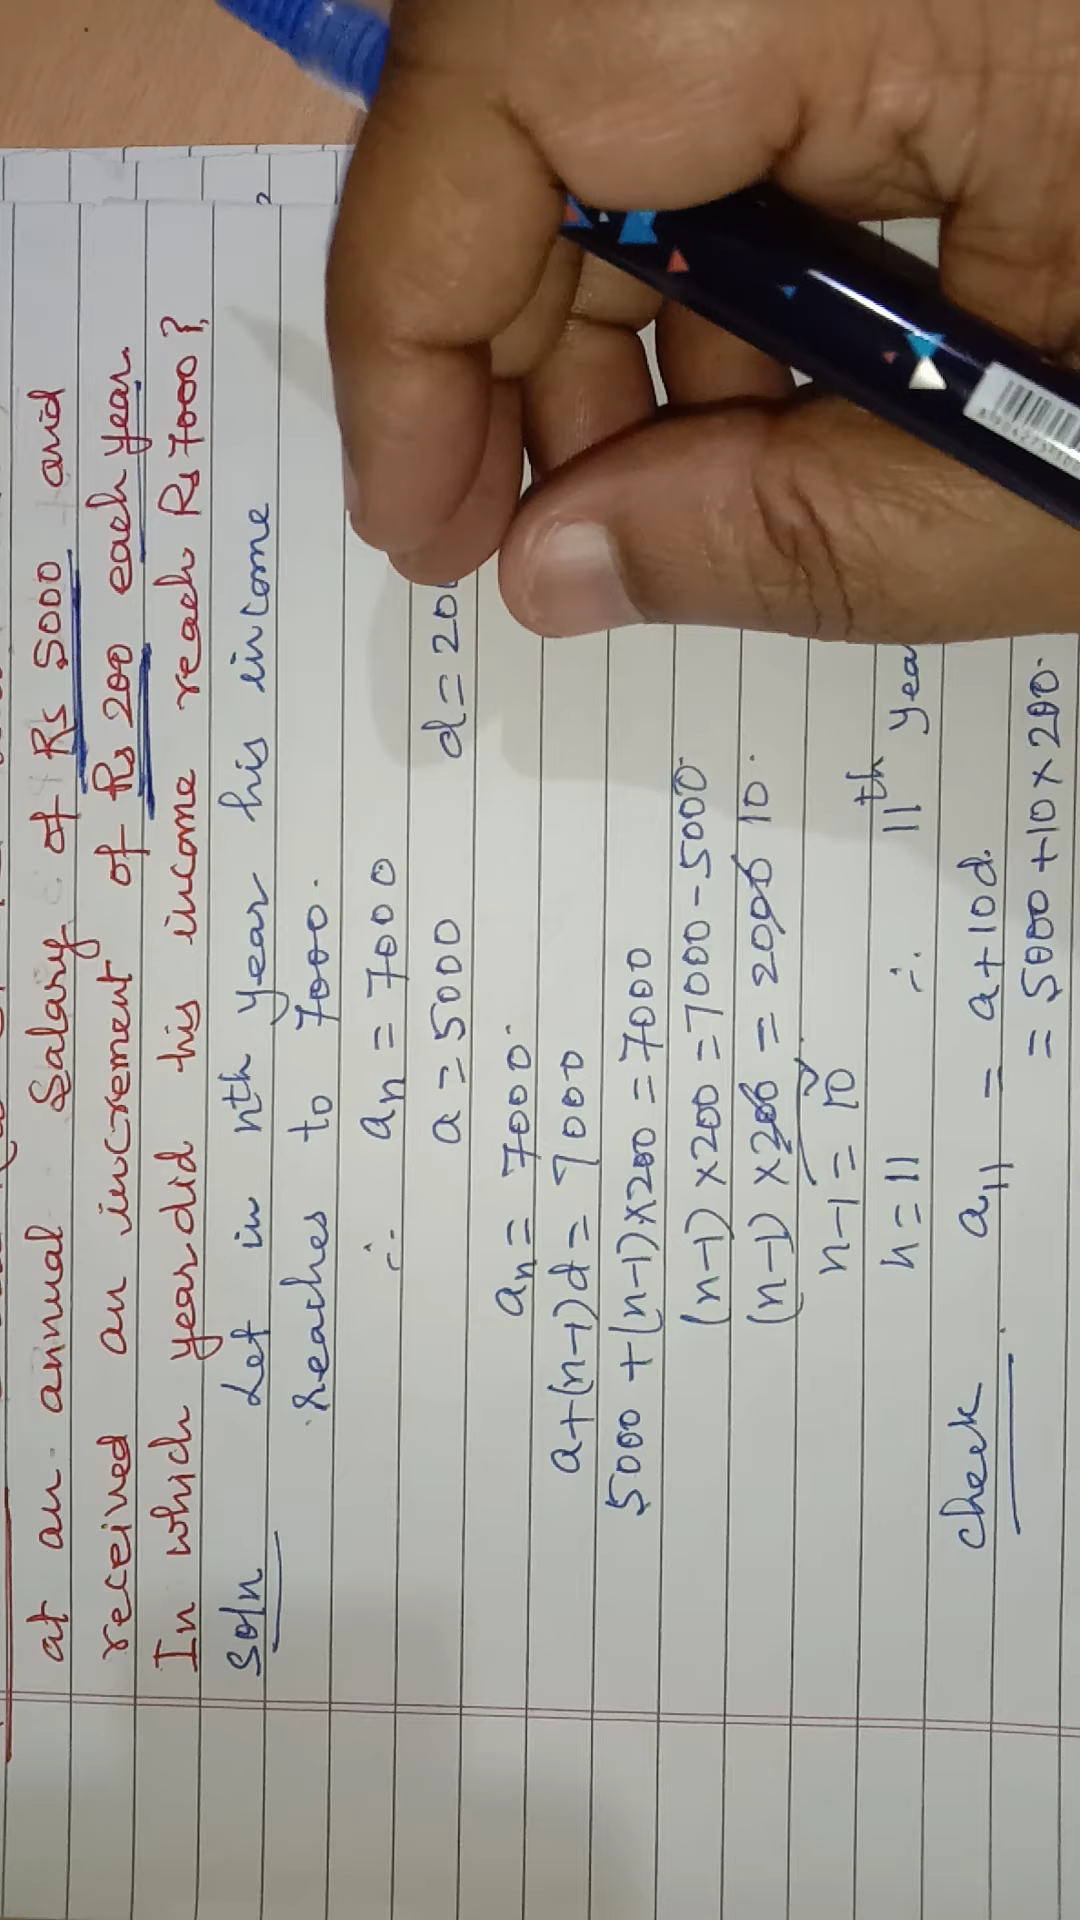 at an annual Salary of Rs 5000 and
received an increment of Rs 200 each year.
In which year did his income reach Rs 7000?
Soln Let in nth year his income
reaches to 7000.
∴ an = 7000
a = 5000 d = 20
an = 7000.
a+(n-1)d = 7000
5000 + (n-1)×200 = 7000
(n-1)×200 = 7000-5000
(n-1)×200 = 2000 10.
n-1 = 10
n = 11 ∴ 11th yea
check a11 = a+10d.
= 5000+10×200.